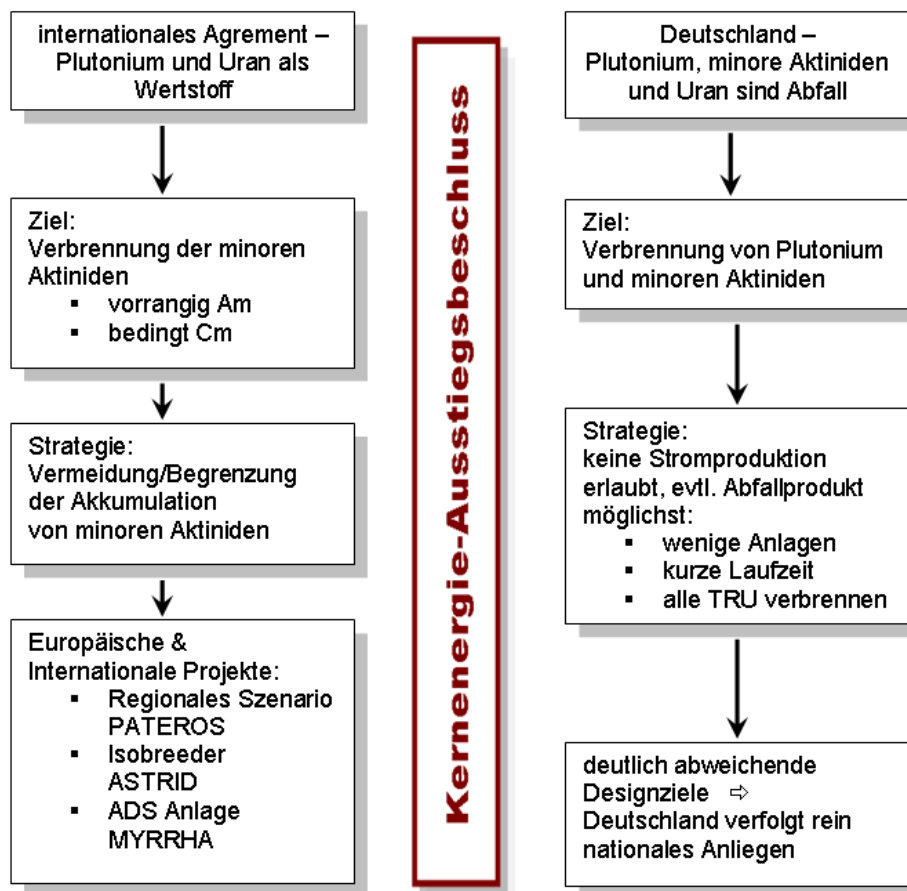 internationales Agrement –
Plutonium und Uran als
Wertstoff
Ziel:
Verbrennung der minoren
Aktiniden
▪ vorrangig Am
▪ bedingt Cm
Strategie:
Vermeidung/Begrenzung
der Akkumulation
von minoren Aktiniden
Europäische &
Internationale Projekte:
▪ Regionales Szenario
PATEROS
▪ Isobreeder
ASTRID
▪ ADS Anlage
MYRRHA
Kernenergie-Ausstiegsbeschluss
Deutschland –
Plutonium, minore Aktiniden
und Uran sind Abfall
Ziel:
Verbrennung von Plutonium
und minoren Aktiniden
Strategie:
keine Stromproduktion
erlaubt, evtl. Abfallprodukt
möglichst:
▪ wenige Anlagen
▪ kurze Laufzeit
▪ alle TRU verbrennen
deutlich abweichende
Designziele ⇨
Deutschland verfolgt rein
nationales Anliegen